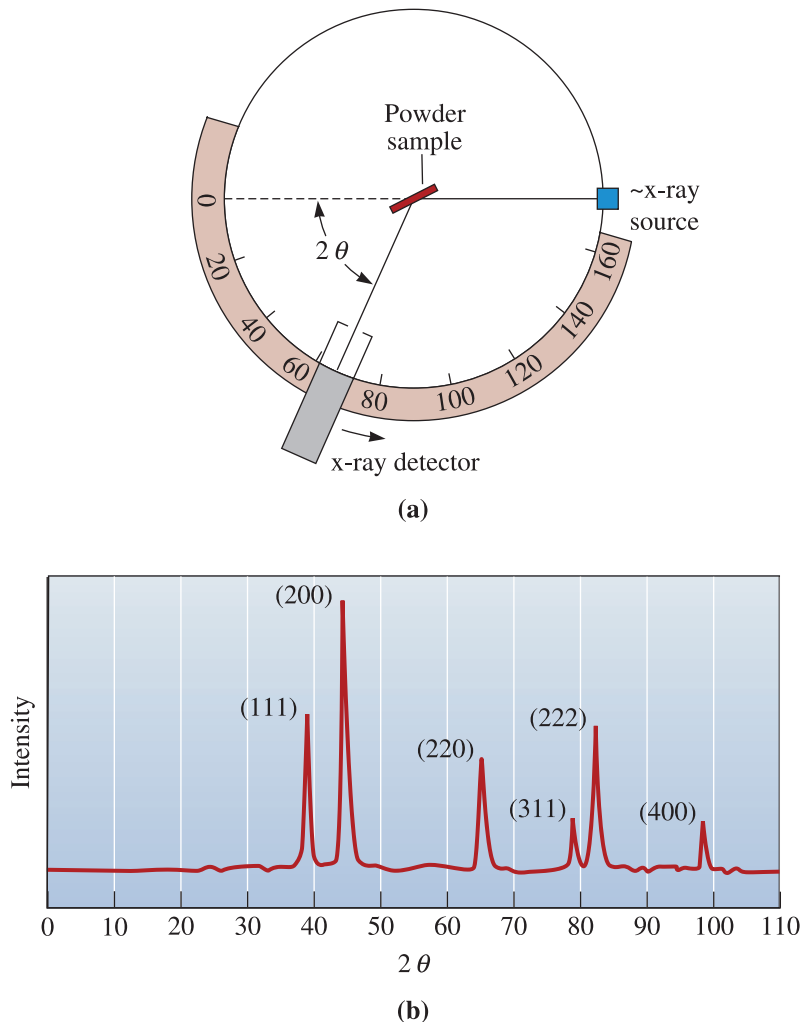 Powder
sample
~x-ray
source
2 θ
0
20
40
60
80
100
120
140
160
x-ray detector
(a)
(200)
(111)
(222)
(220)
(311)
(400)
Intensity
0 10 20 30 40 50 60 70 80 90 100 110
2 θ
(b)